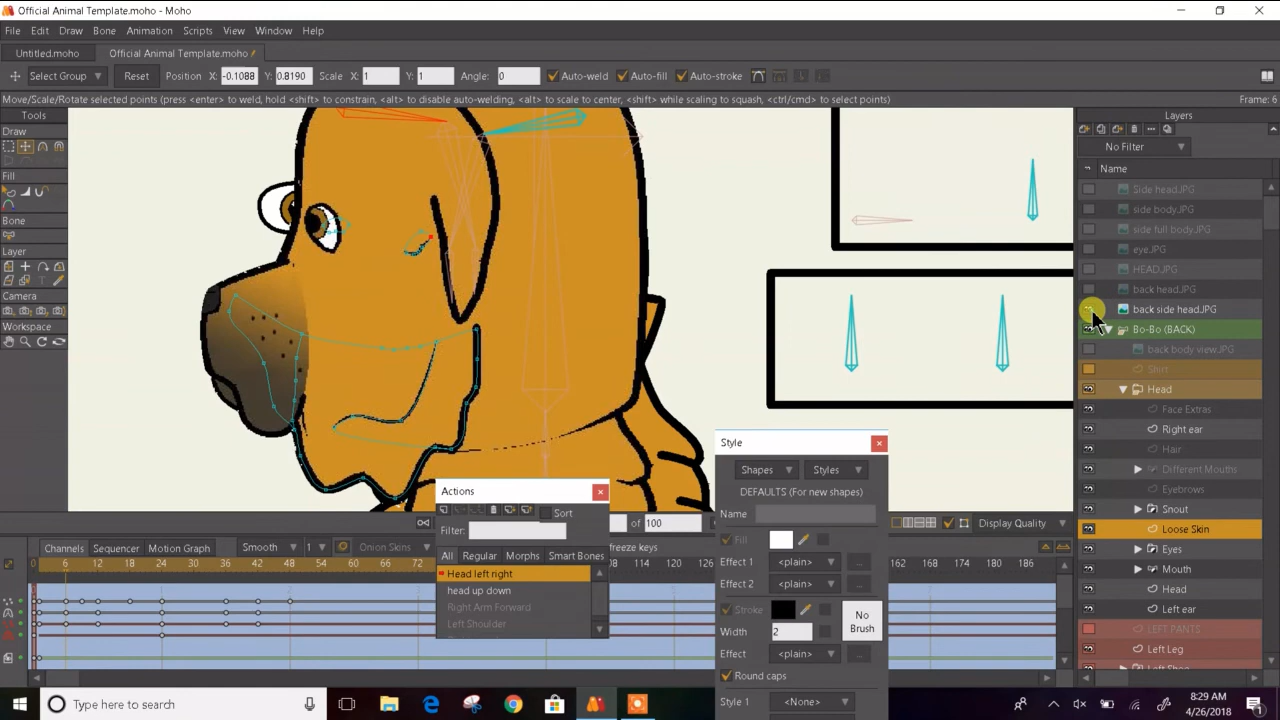 Official Animal Template.moho - Moho
File Edit Draw Bone Animation Scripts View Window Help
Untitled.moho Official Animal Template.moho
Select Group Reset Position X: -0.1088 Y: 0.8190 Scale X: 1 Y: 1 Angle: 0 Auto-weld Auto-fill Auto-stroke
Move/Scale/Rotate selected points (press <enter> to weld, hold <shift> to constrain, <alt> to disable auto-welding, <alt> to scale to center, <shift> while scaling to squash, <ctrl/cmd> to select points) Frame: 6
Tools
Draw
Fill
Bone
Layer
Camera
Workspace
Layers
No Filter
Name
Side head.JPG
side body.JPG
side full body.JPG
eye.JPG
HEAD.JPG
back head.JPG
back side head.JPG
Bo-Bo (BACK)
back body view.JPG
Shirt
Head
Face Extras
Right ear
Hair
Different Mouths
Eyebrows
Snout
Loose Skin
Eyes
Mouth
Head
Left ear
LEFT PANTS
Left Leg
Left Shoe
Style
Shapes Styles
DEFAULTS (For new shapes)
Name
Fill
Effect 1 <plain> ...
Effect 2 <plain> ...
Stroke
No Brush
Width 2
Effect <plain> ...
Round caps
Style 1 <None>
Actions
Sort
Filter:
All Regular Morphs Smart Bones
Head left right
head up down
Right Arm Forward
Left Shoulder
of 100 Display Quality
Channels Sequencer Motion Graph Smooth 1 Onion Skins freeze keys
0 6 12 18 24 30 36 42 48 54 60 66 72 78 114 120 126 162 168 174 180 186
Type here to search
8:29 AM
4/26/2018